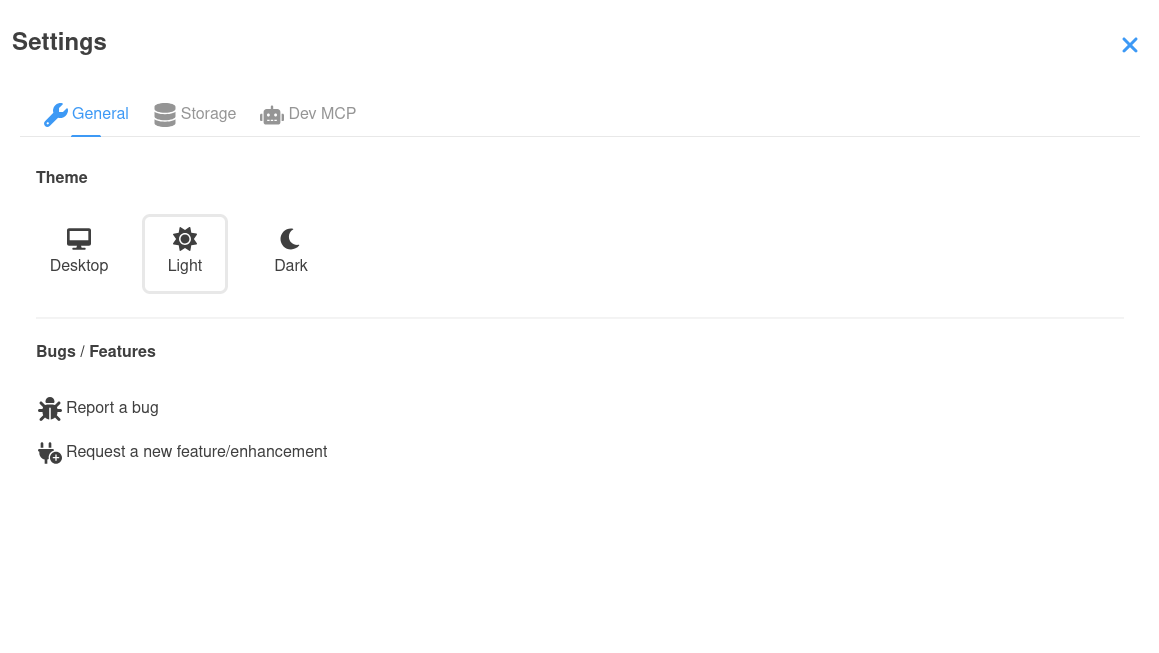 Settings
General Storage Dev MCP
Theme
Desktop Light Dark
Bugs / Features
Report a bug
Request a new feature/enhancement